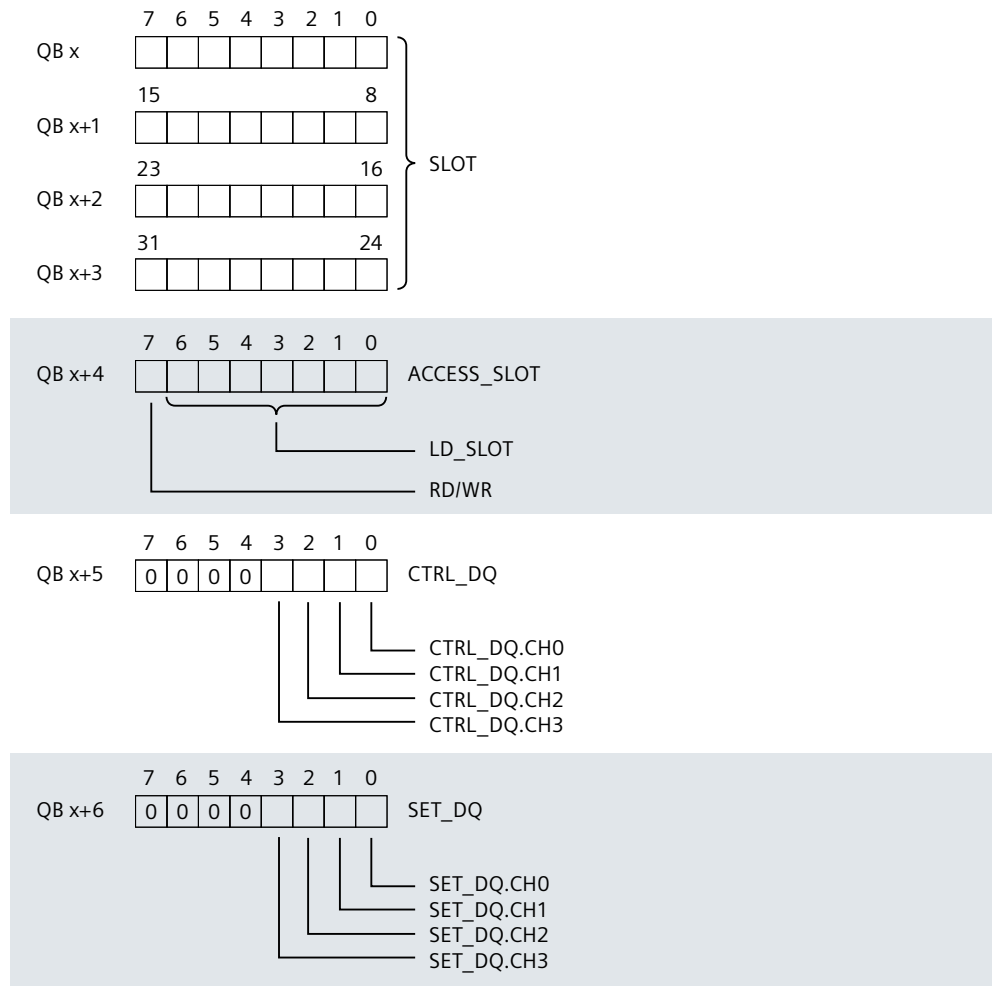 7 6 5 4 3 2 1 0
QB x
15 8
QB x+1
SLOT
23 16
QB x+2
31 24
QB x+3
7 6 5 4 3 2 1 0
QB x+4 ACCESS_SLOT
LD_SLOT
RD/WR
7 6 5 4 3 2 1 0
QB x+5 0 0 0 0 CTRL_DQ
CTRL_DQ.CH0
CTRL_DQ.CH1
CTRL_DQ.CH2
CTRL_DQ.CH3
7 6 5 4 3 2 1 0
QB x+6 0 0 0 0 SET_DQ
SET_DQ.CH0
SET_DQ.CH1
SET_DQ.CH2
SET_DQ.CH3